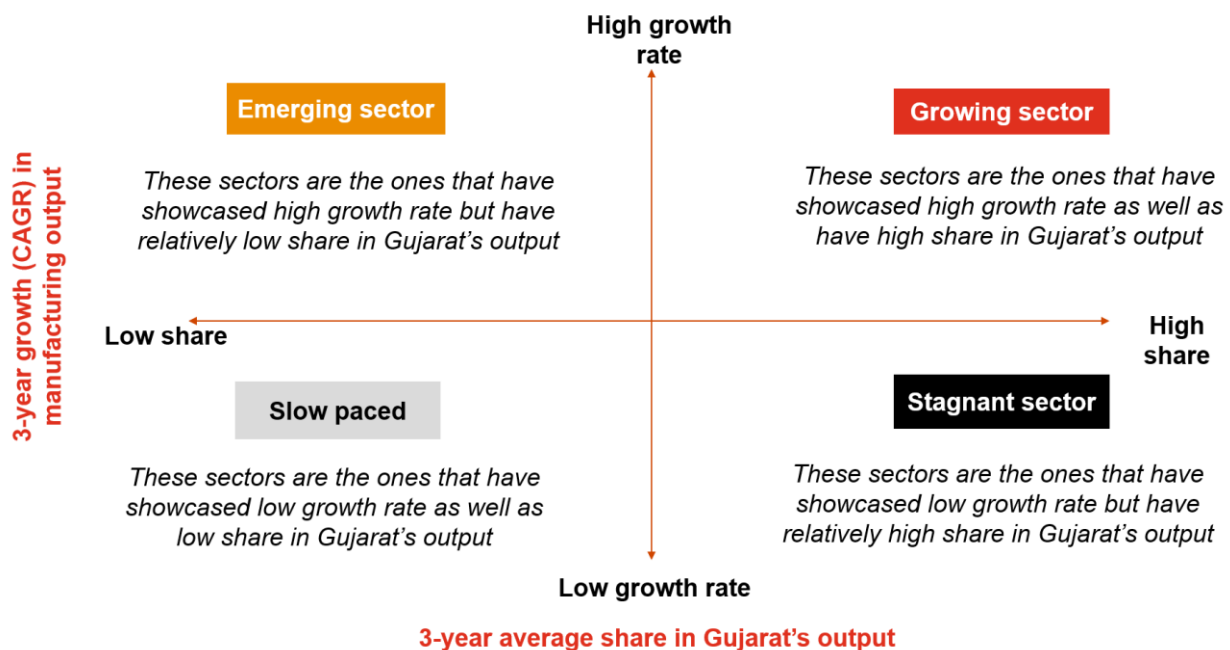 High growth
rate
Emerging sector
Growing sector
These sectors are the ones that have
showcased high growth rate but have
relatively low share in Gujarat's output
These sectors are the ones that have
showcased high growth rate as well as
have high share in Gujarat's output
3-year growth (CAGR) in
manufacturing output
Low share
High
share
Slow paced
Stagnant sector
These sectors are the ones that have
showcased low growth rate as well as
low share in Gujarat's output
These sectors are the ones that have
showcased low growth rate but have
relatively high share in Gujarat's output
Low growth rate
3-year average share in Gujarat's output